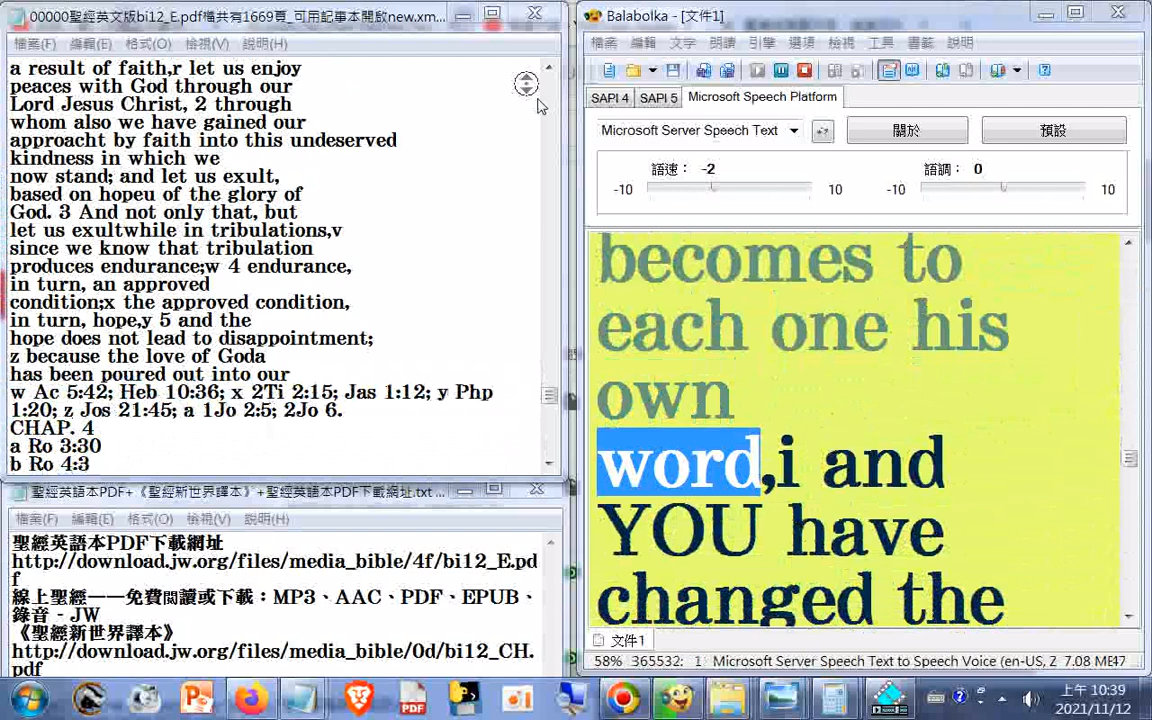 00000聖經英文版bi12_E.pdf檔共有1669頁_可用記事本開啟new.xm...
檔案(F) 編輯(E) 格式(O) 檢視(V) 說明(H)
a result of faith,r let us enjoy
peaces with God through our
Lord Jesus Christ, 2 through
whom also we have gained our
approacht by faith into this undeserved
kindness in which we
now stand; and let us exult,
based on hopeu of the glory of
God. 3 And not only that, but
let us exultwhile in tribulations,v
since we know that tribulation
produces endurance;w 4 endurance,
in turn, an approved
condition;x the approved condition,
in turn, hope,y 5 and the
hope does not lead to disappointment;
z because the love of Goda
has been poured out into our
w Ac 5:42; Heb 10:36; x 2Ti 2:15; Jas 1:12; y Php
1:20; z Jos 21:45; a 1Jo 2:5; 2Jo 6.
CHAP. 4
a Ro 3:30
b Ro 4:3
聖經英語本PDF+《聖經新世界譯本》+聖經英語本PDF下載網址.txt ...
檔案(F) 編輯(E) 格式(O) 檢視(V) 說明(H)
聖經英語本PDF下載網址
http://download.jw.org/files/media_bible/4f/bi12_E.pd
f
線上聖經——免費閱讀或下載：MP3、AAC、PDF、EPUB、
錄音 - JW
《聖經新世界譯本》
http://download.jw.org/files/media_bible/0d/bi12_CH.
pdf
Balabolka - [文件1]
檔案 編輯 文字 朗讀 引擎 選項 檢視 工具 書籤 說明
SAPI 4 SAPI 5 Microsoft Speech Platform
Microsoft Server Speech Text 關於 預設
語速： -2 語調： 0
-10 10 -10 10
becomes to
each one his
own
word,i and
YOU have
changed the
文件1
58% 365532: 1 Microsoft Server Speech Text to Speech Voice (en-US, Z 7.08 MB
上午 10:39
2021/11/12